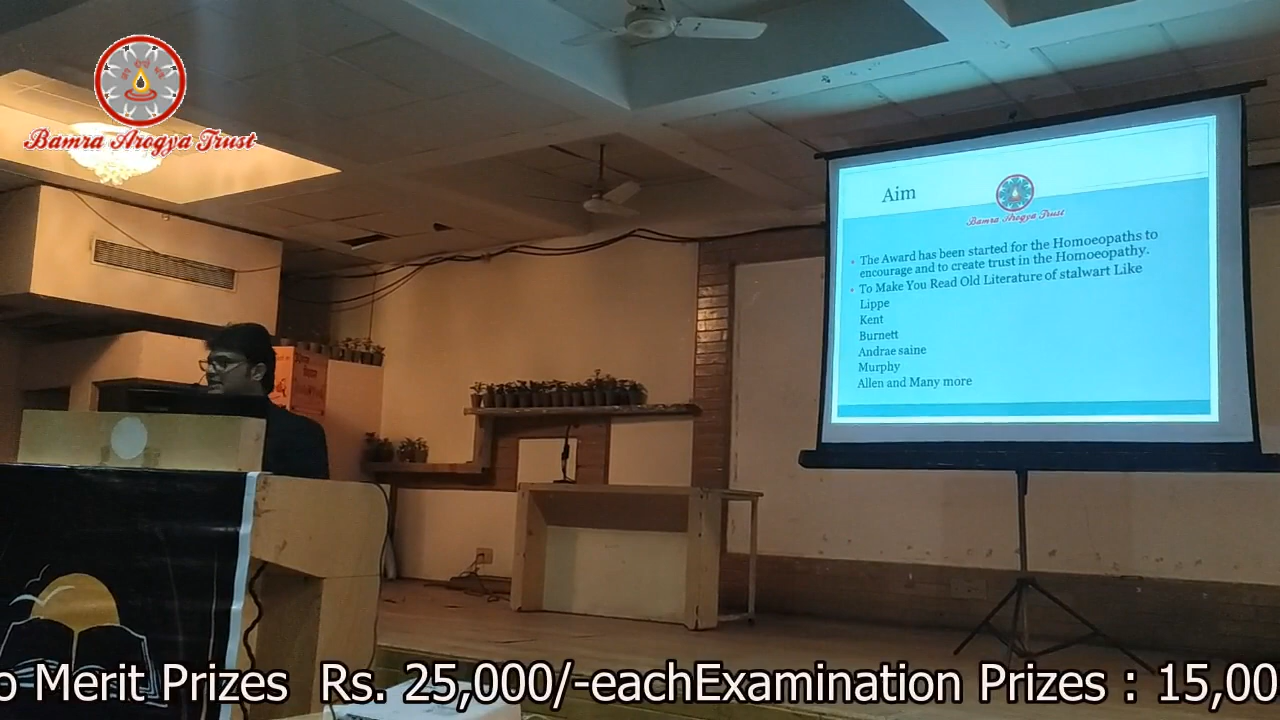 Bamra Arogya Trust
Aim
Bamra Arogya Trust
The Award has been started for the Homoeopaths to
encourage and to create trust in the Homoeopathy.
To Make You Read Old Literature of stalwart Like
Lippe
Kent
Burnett
Andrae saine
Murphy
Allen and Many more
Merit Prizes Rs. 25,000/-eachExamination Prizes : 15,00